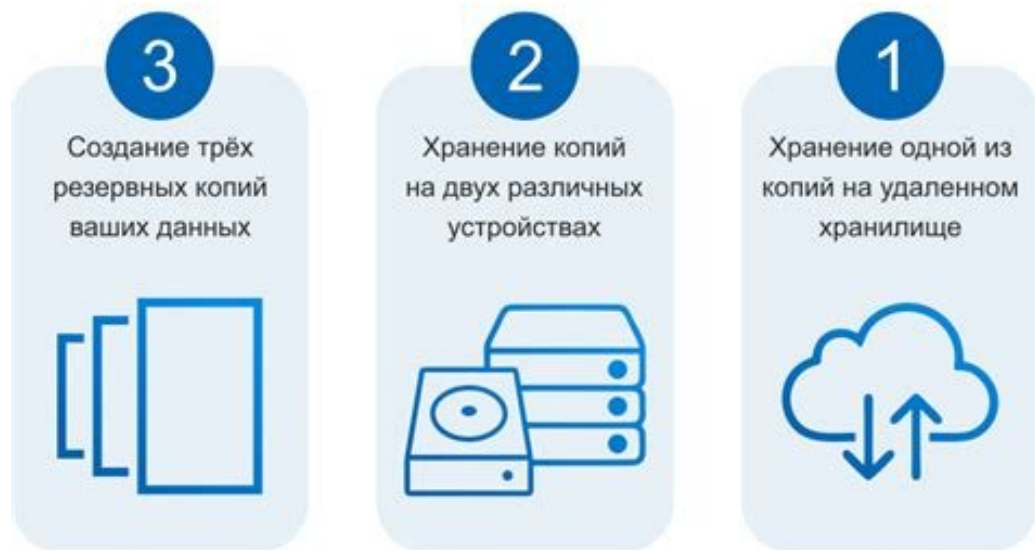 3
Создание трёх
резервных копий
ваших данных
2
Хранение копий
на двух различных
устройствах
1
Хранение одной из
копий на удаленном
хранилище